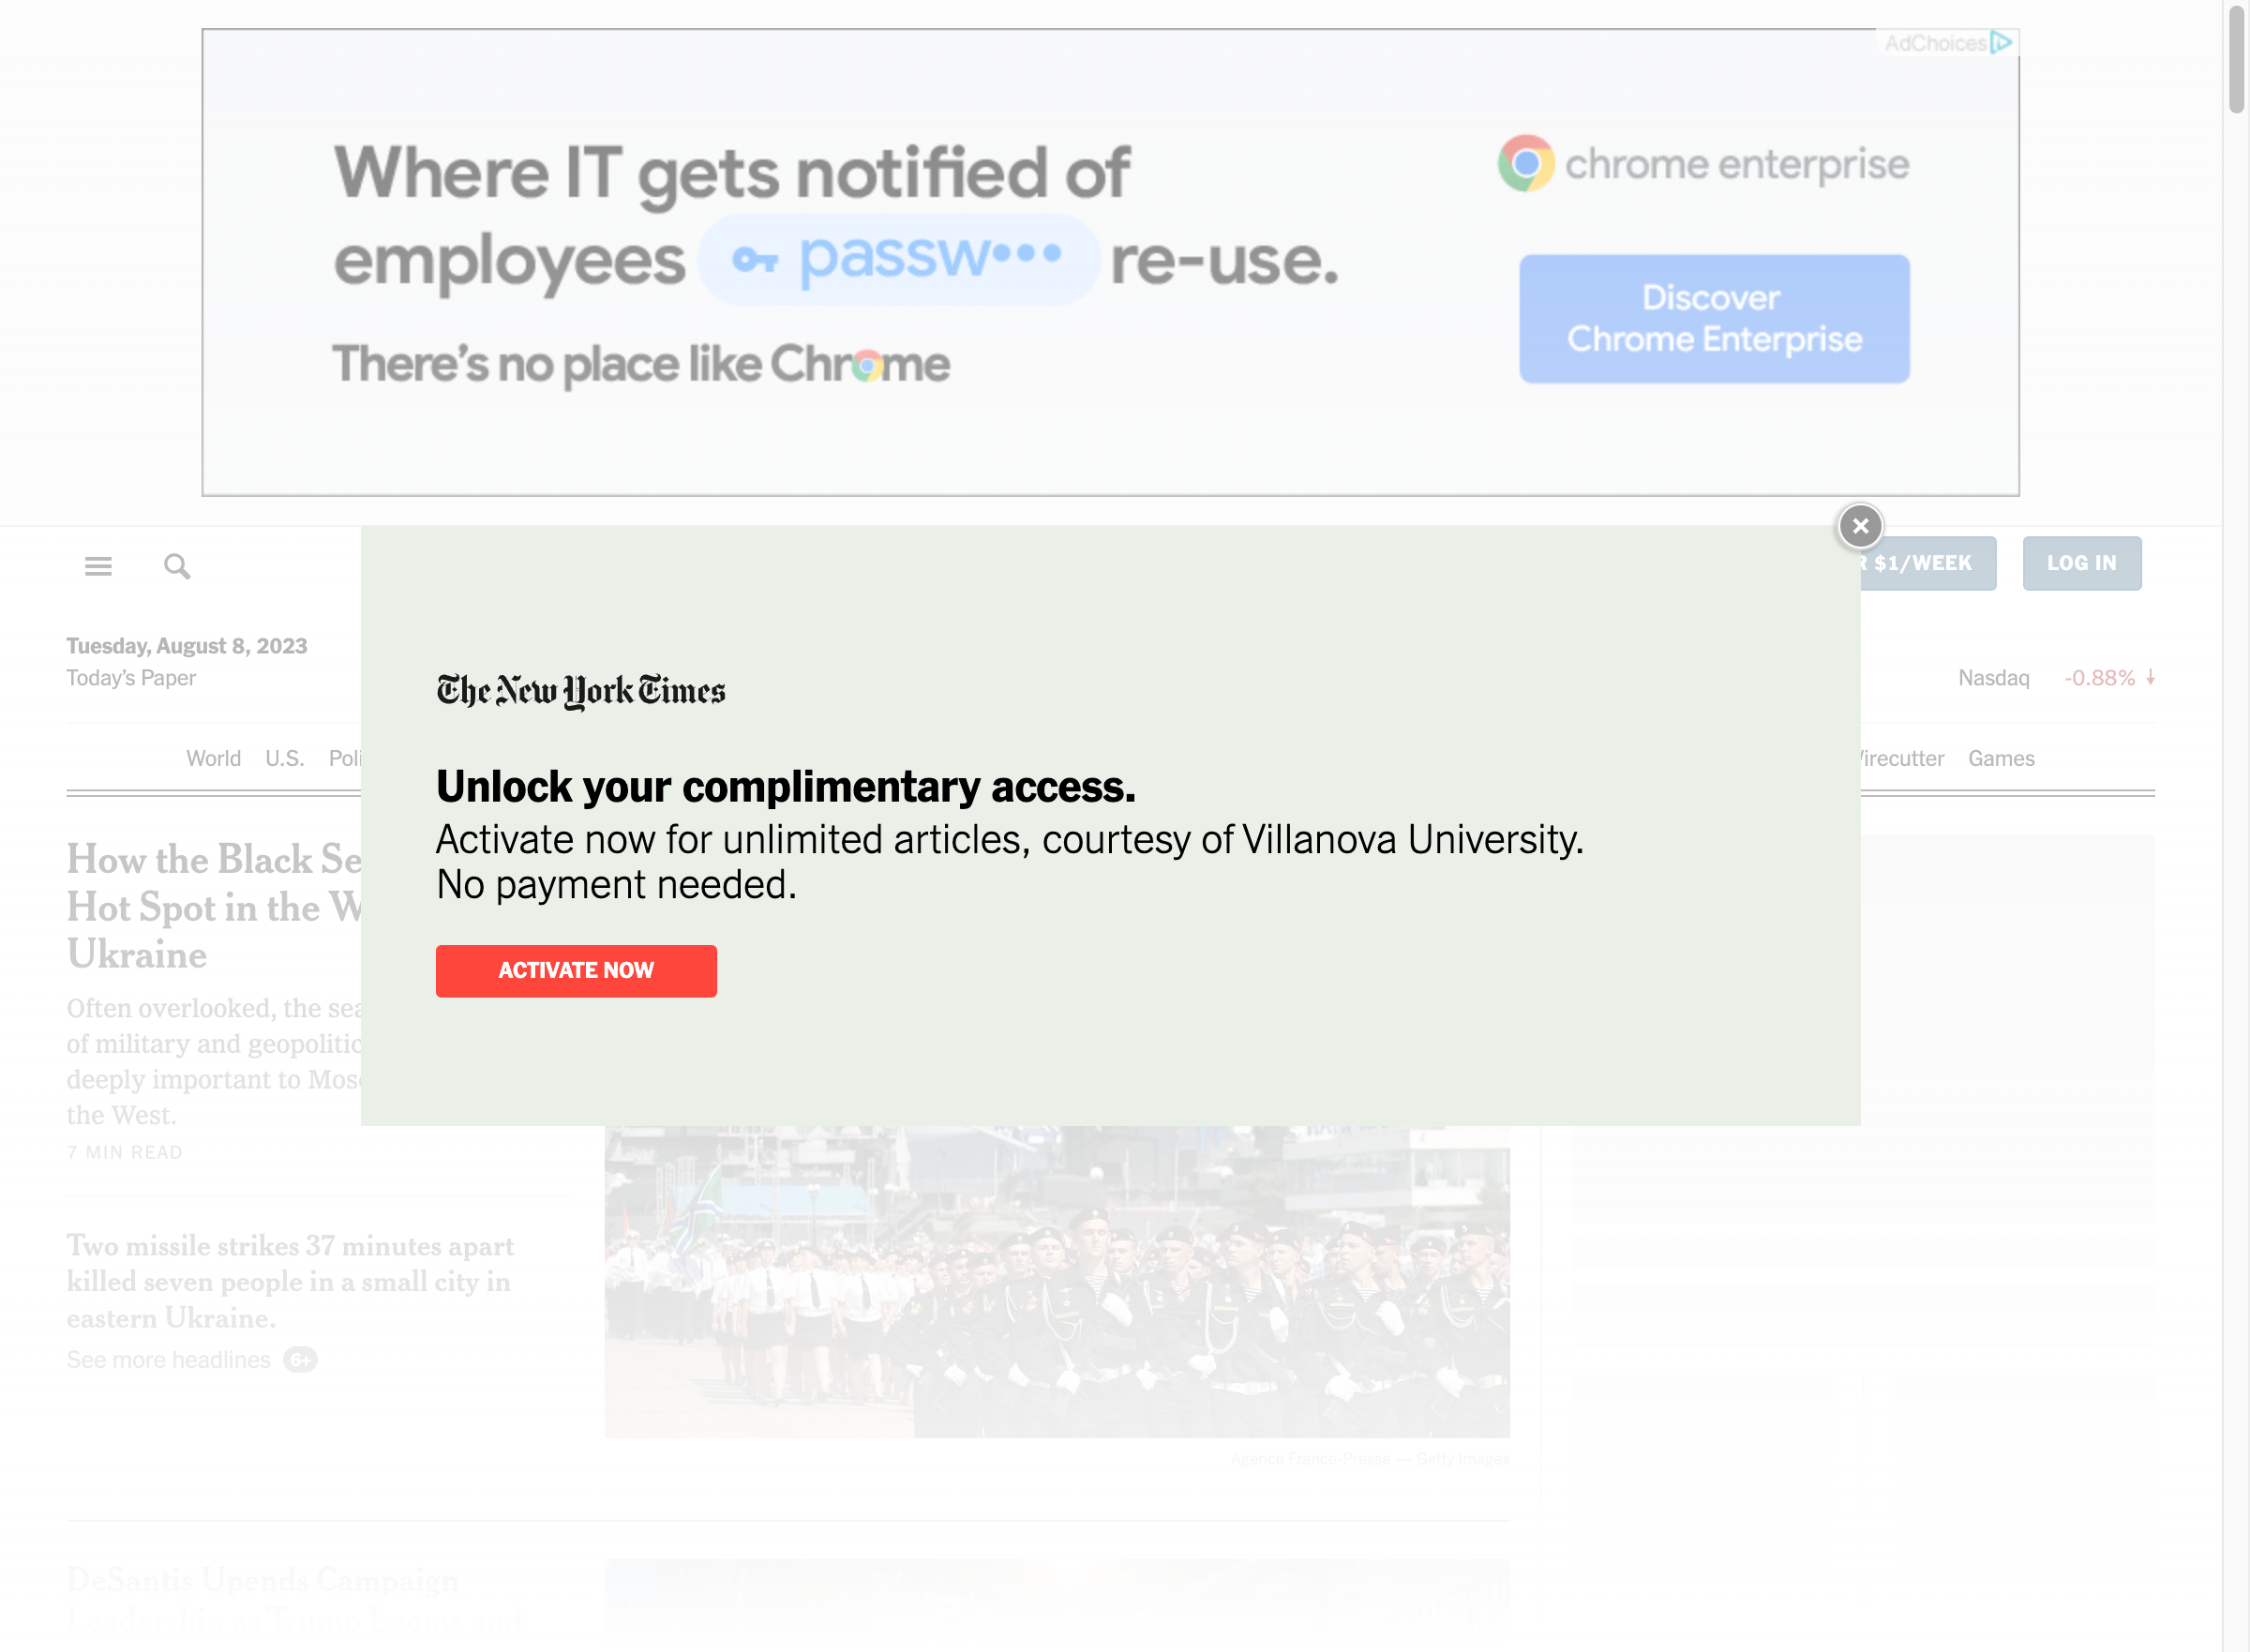 AdChoices
Where IT gets notified of
employees passw••• re-use.
There's no place like Chrome
chrome enterprise
Discover
Chrome Enterprise
$1/WEEK
LOG IN
Tuesday, August 8, 2023
Today's Paper
Nasdaq -0.88%
World U.S. Poli
irecutter Games
The New York Times
Unlock your complimentary access.
Activate now for unlimited articles, courtesy of Villanova University.
No payment needed.
ACTIVATE NOW
How the Black Se
Hot Spot in the W
Ukraine
Often overlooked, the sea
of military and geopolitic
deeply important to Mosc
the West.
7 MIN READ
Two missile strikes 37 minutes apart
killed seven people in a small city in
eastern Ukraine.
See more headlines 6+
Agence France-Presse — Getty Images
DeSantis Upends Campaign
Leadership as Trump Looms and